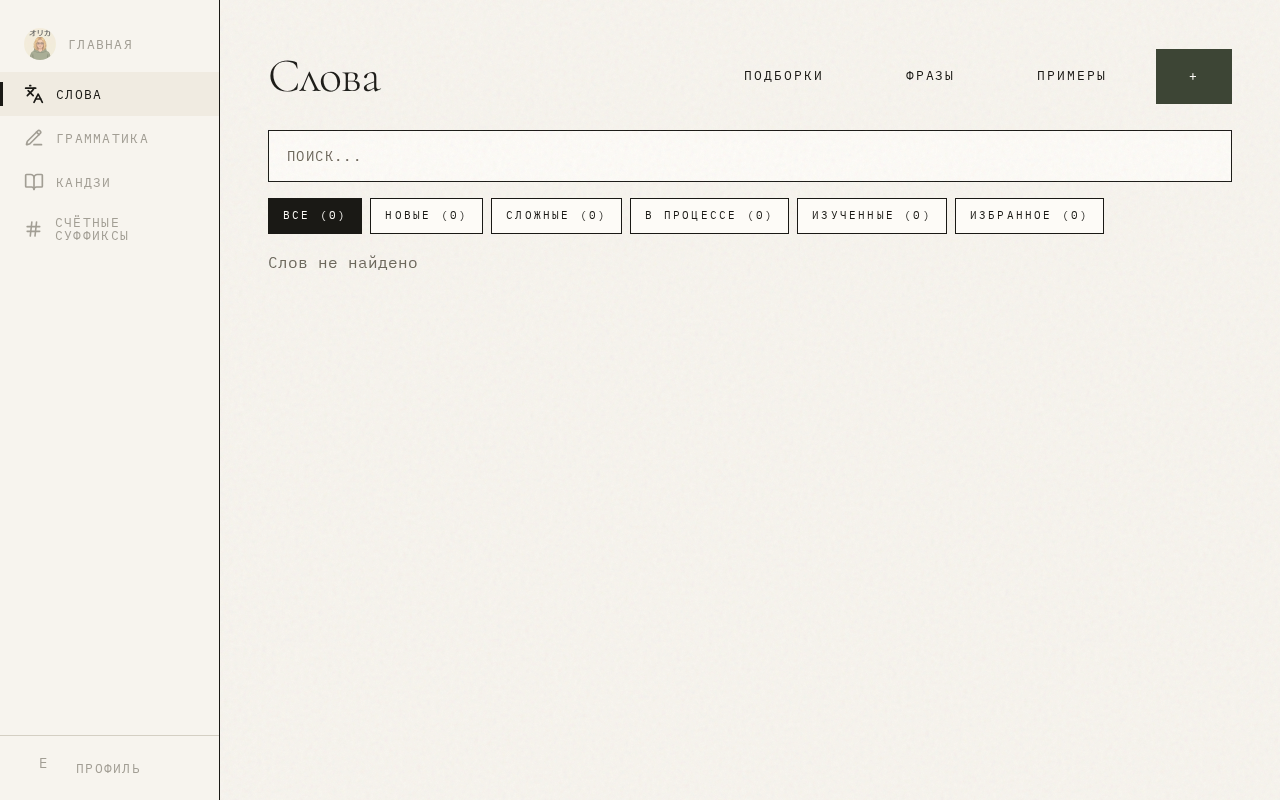 オリカ
ГЛАВНАЯ
СЛОВА
ГРАММАТИКА
КАНДЗИ
СЧЁТНЫЕ
СУФФИКСЫ
E
ПРОФИЛЬ
Слова
ПОДБОРКИ
ФРАЗЫ
ПРИМЕРЫ
+
ПОИСК...
ВСЕ (0)
НОВЫЕ (0)
СЛОЖНЫЕ (0)
В ПРОЦЕССЕ (0)
ИЗУЧЕННЫЕ (0)
ИЗБРАННОЕ (0)
Слов не найдено